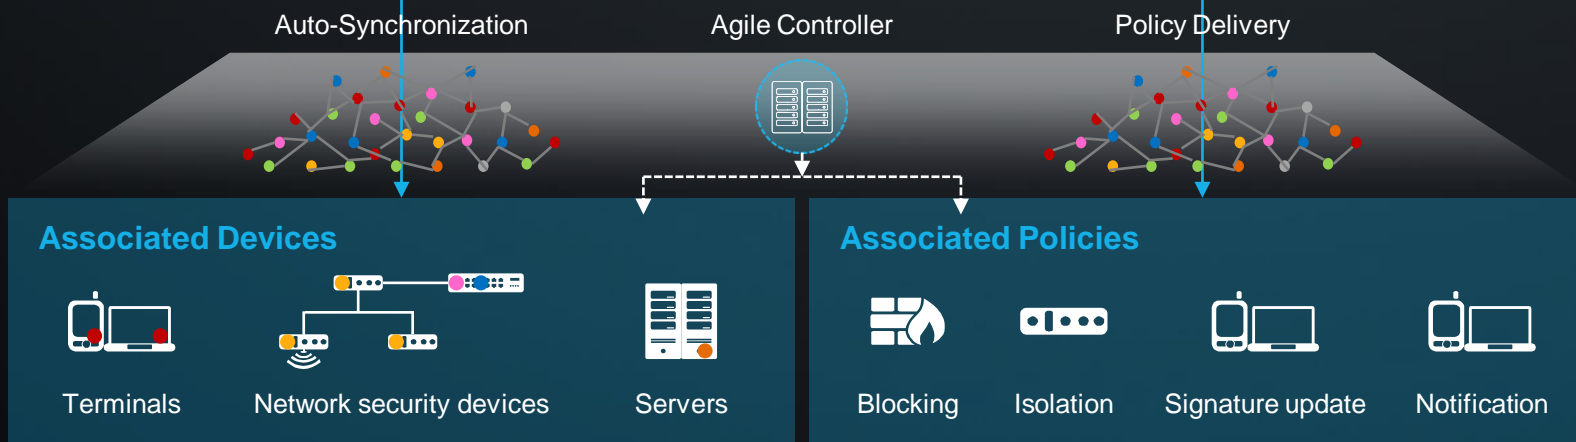 Auto-Synchronization
Agile Controller
Policy Delivery
Associated Devices
Associated Policies
Terminals
Network security devices
Servers
Blocking
Isolation
Signature update
Notification